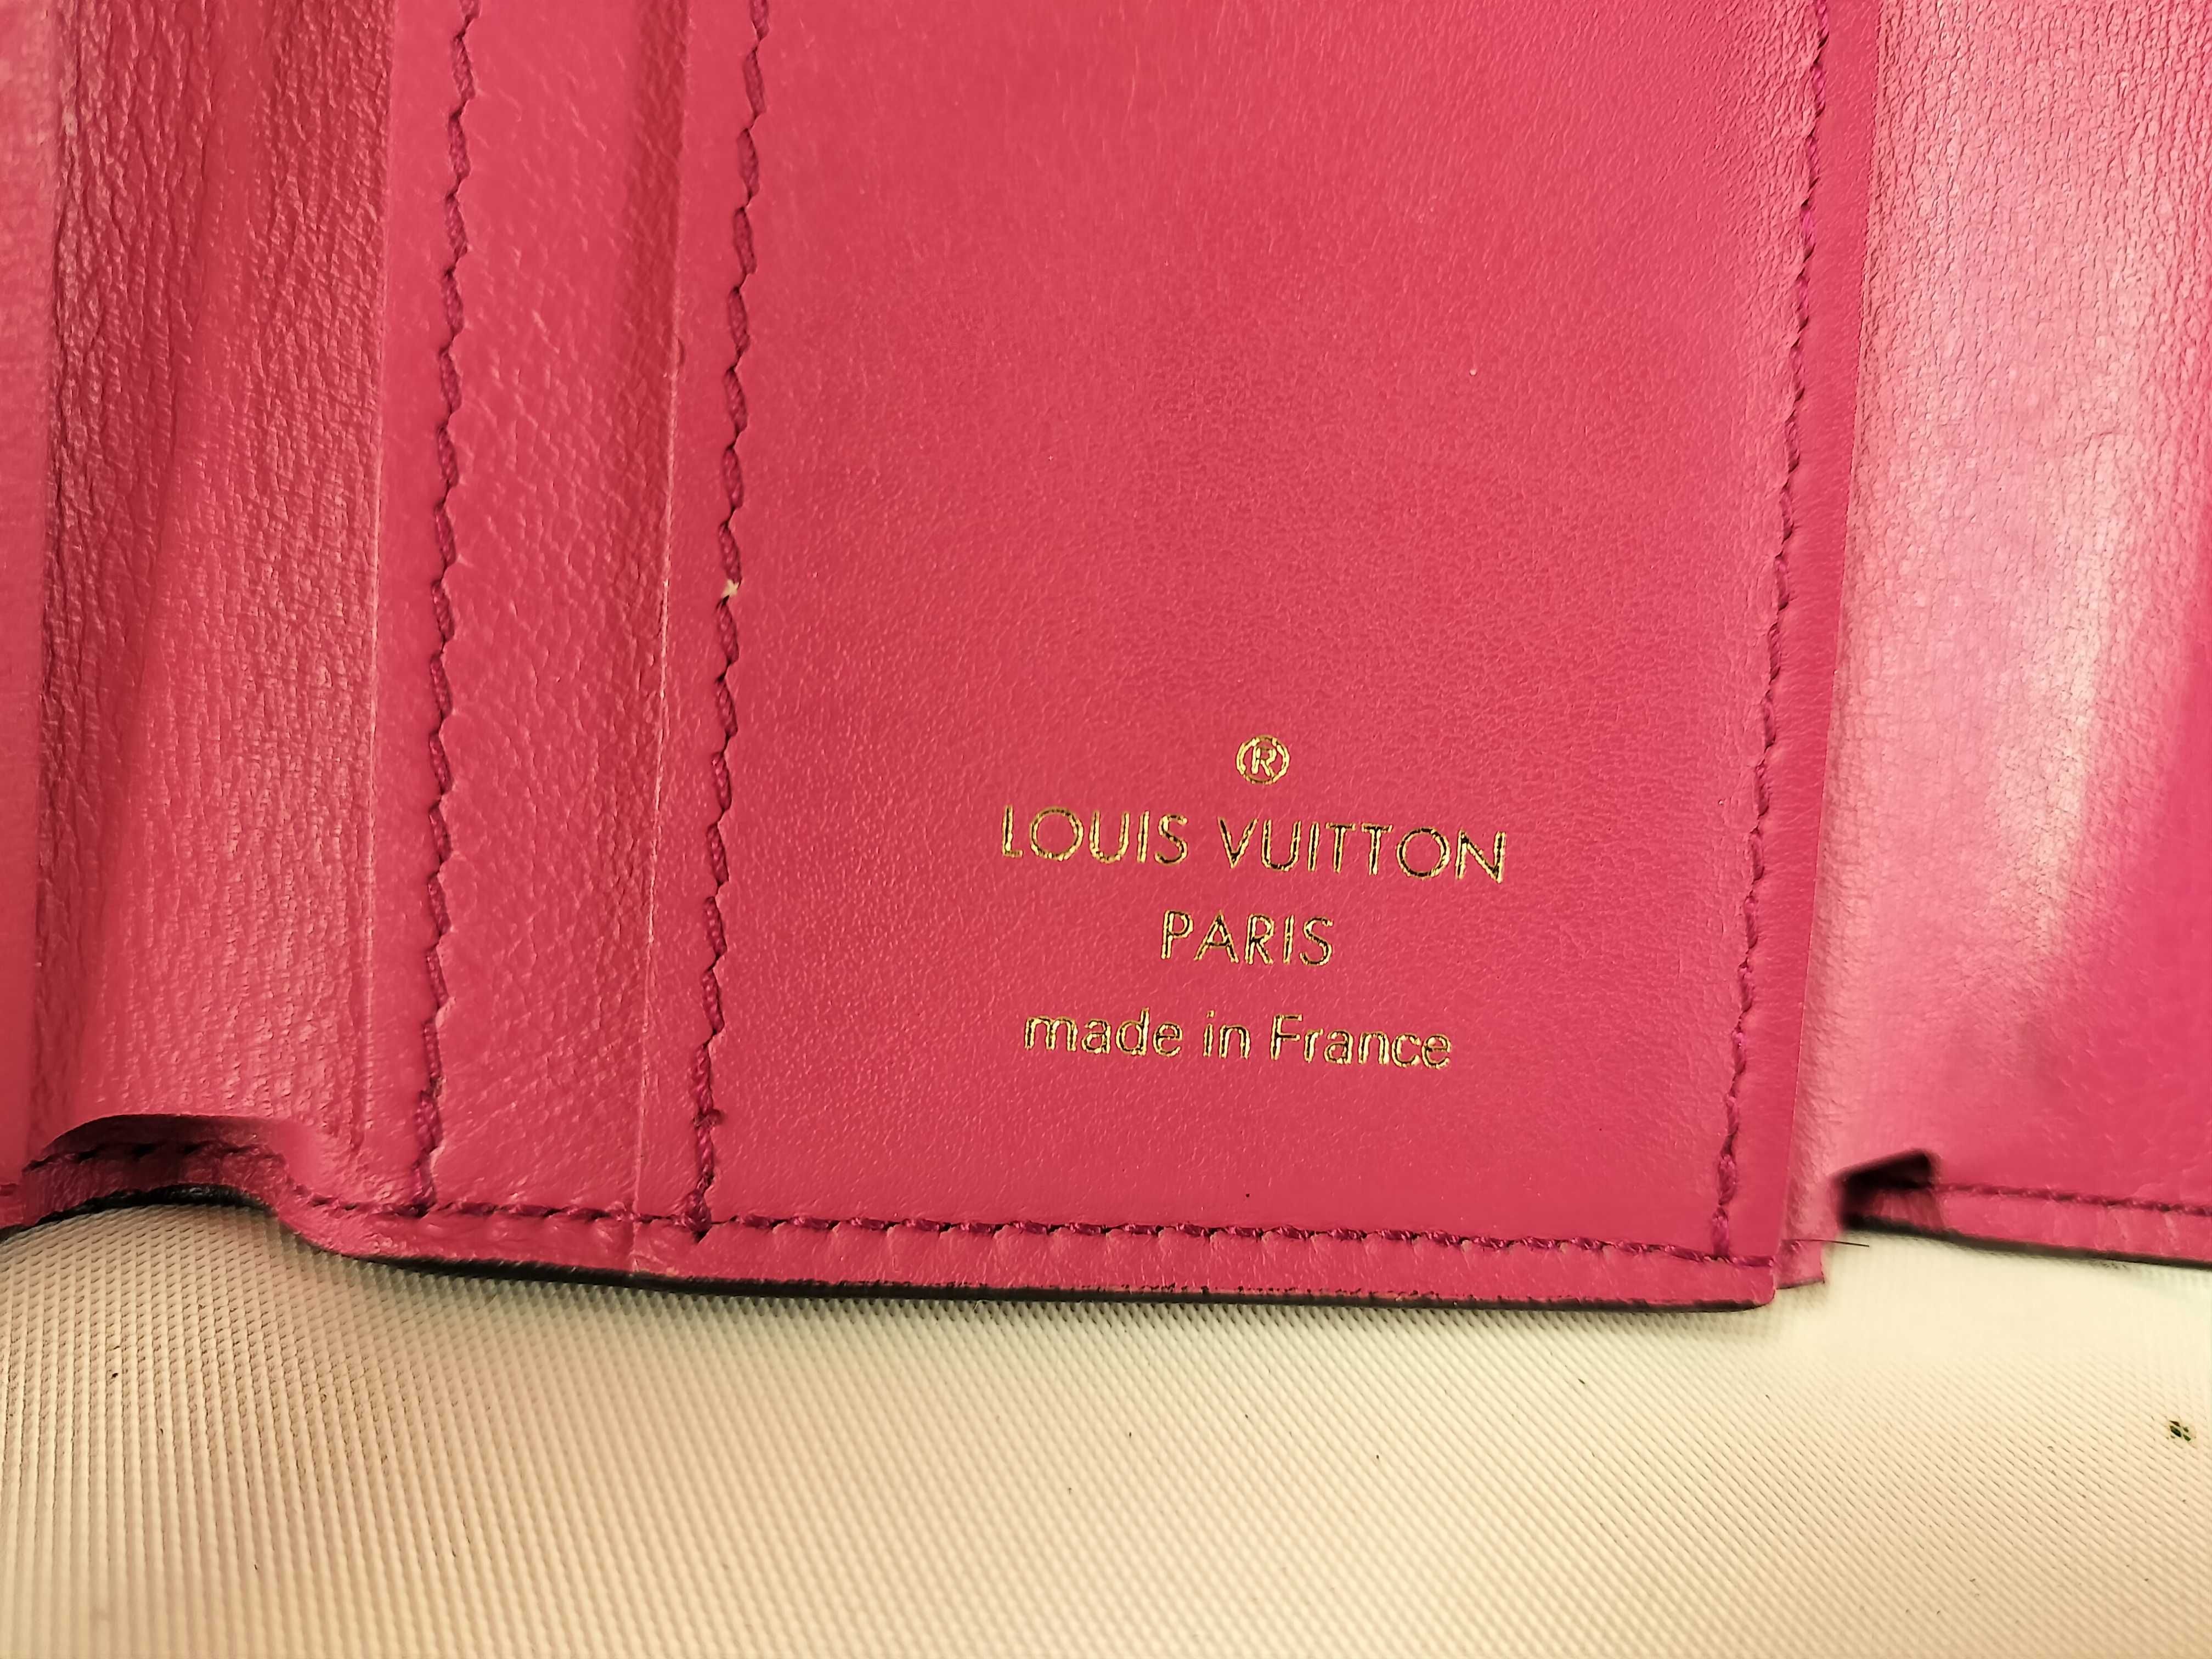 ®
LOUIS VUITTON
PARIS
made in France